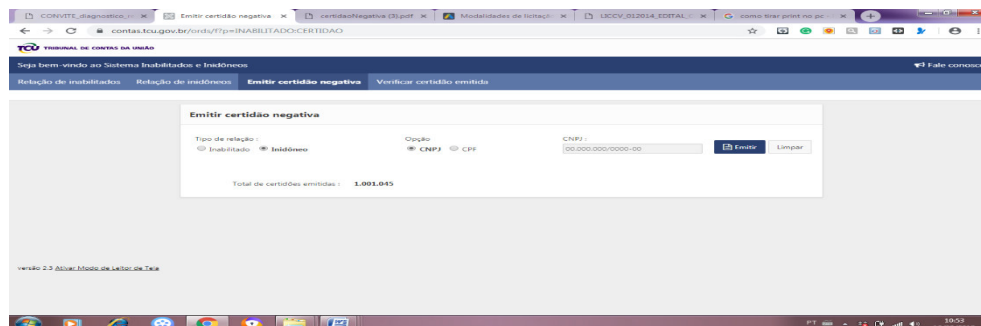 CONVITE_diagnostico_
Emitir certidão negativa
certidaoNegativa (3).pdf
Modalidades de licitaç
LICCV_012014_EDITAL_
como tirar print no pc
contas.tcu.gov.br/ords/f?p=INABILITADO:CERTIDAO
TCU TRIBUNAL DE CONTAS DA UNIÃO
Seja bem-vindo ao Sistema Inabilitados e Inidôneos
Fale conosco
Relação de inabilitados Relação de inidôneos Emitir certidão negativa Verificar certidão emitida
Emitir certidão negativa
Tipo de relação : Opção CNPJ :
Inabilitado Inidôneo CNPJ CPF 00.000.000/0000-00 Emitir Limpar
Total de certidões emitidas : 1.001.045
versão 2.3 Ativar Modo de Leitor de Tela
PT 10:53